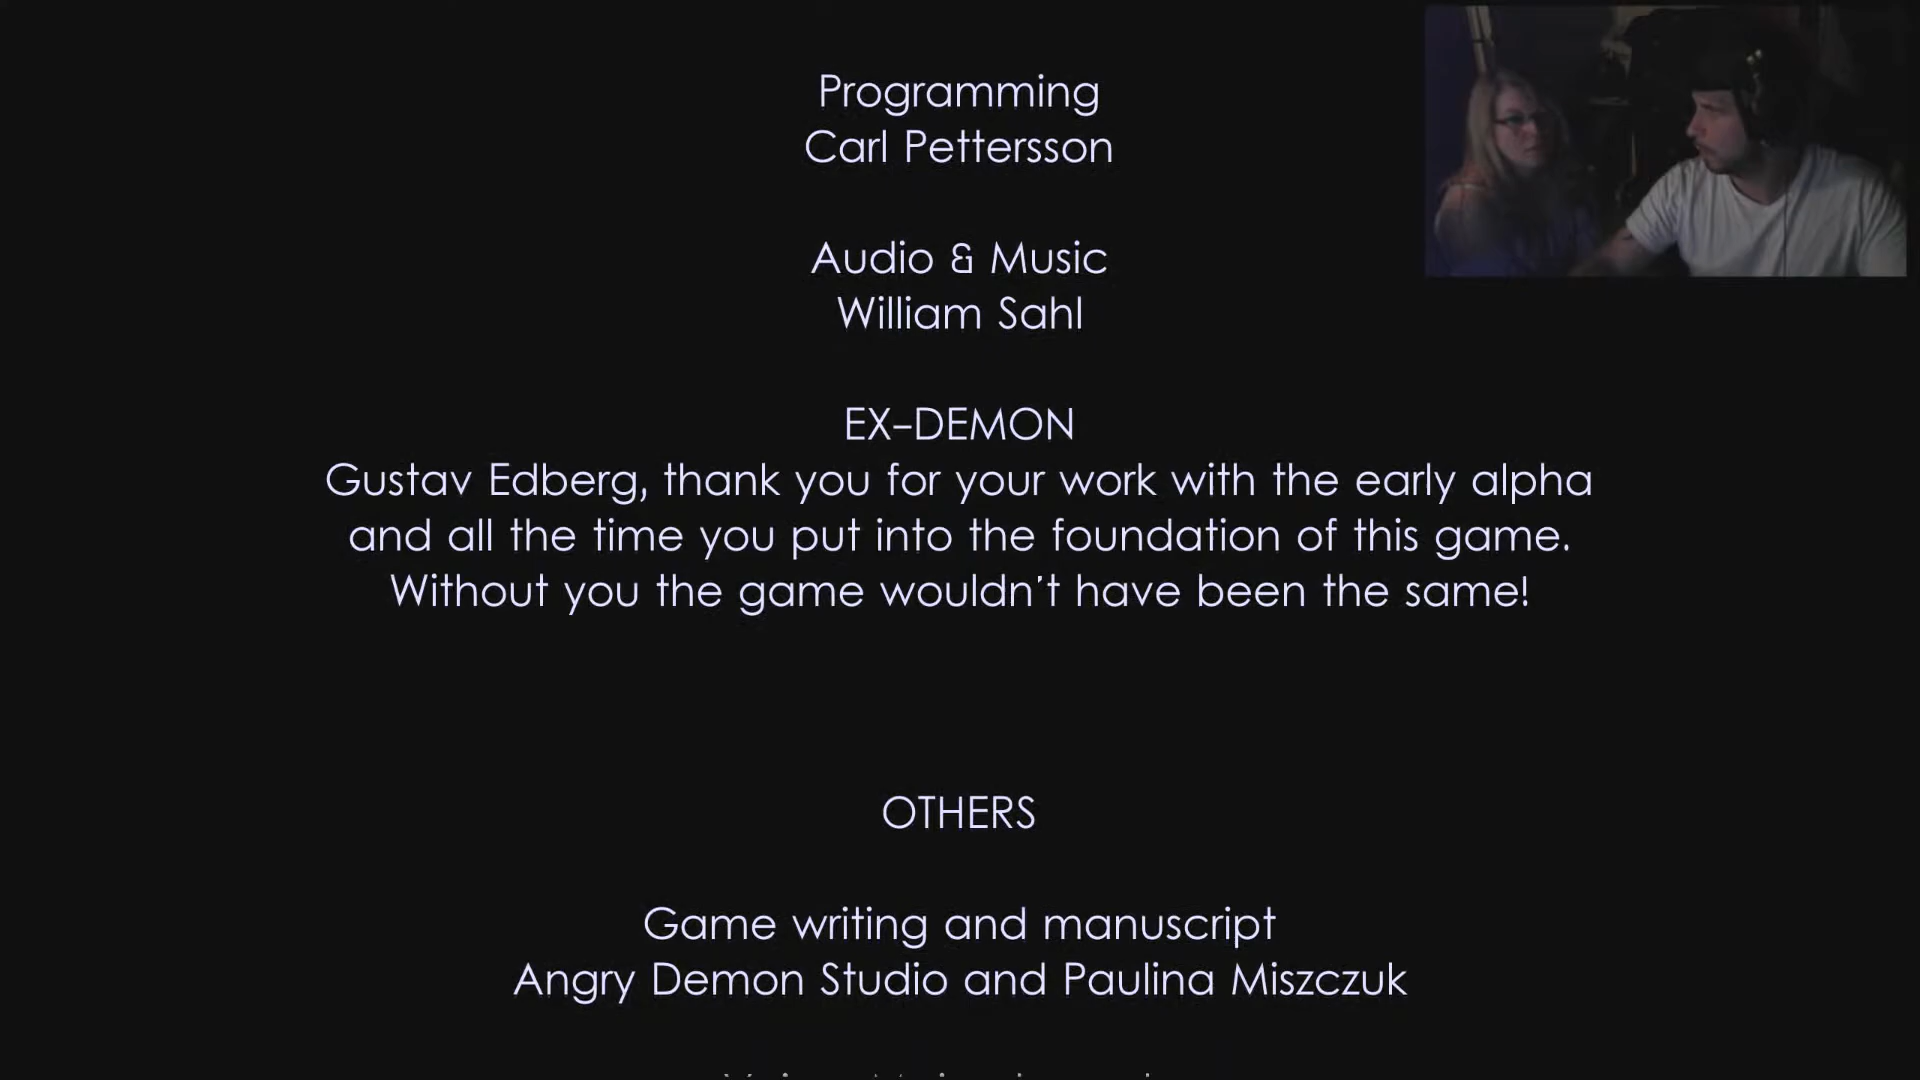 Programming
Carl Pettersson
Audio & Music
William Sahl
EX-DEMON
Gustav Edberg, thank you for your work with the early alpha
and all the time you put into the foundation of this game.
Without you the game wouldn't have been the same!
OTHERS
Game writing and manuscript
Angry Demon Studio and Paulina Miszczuk